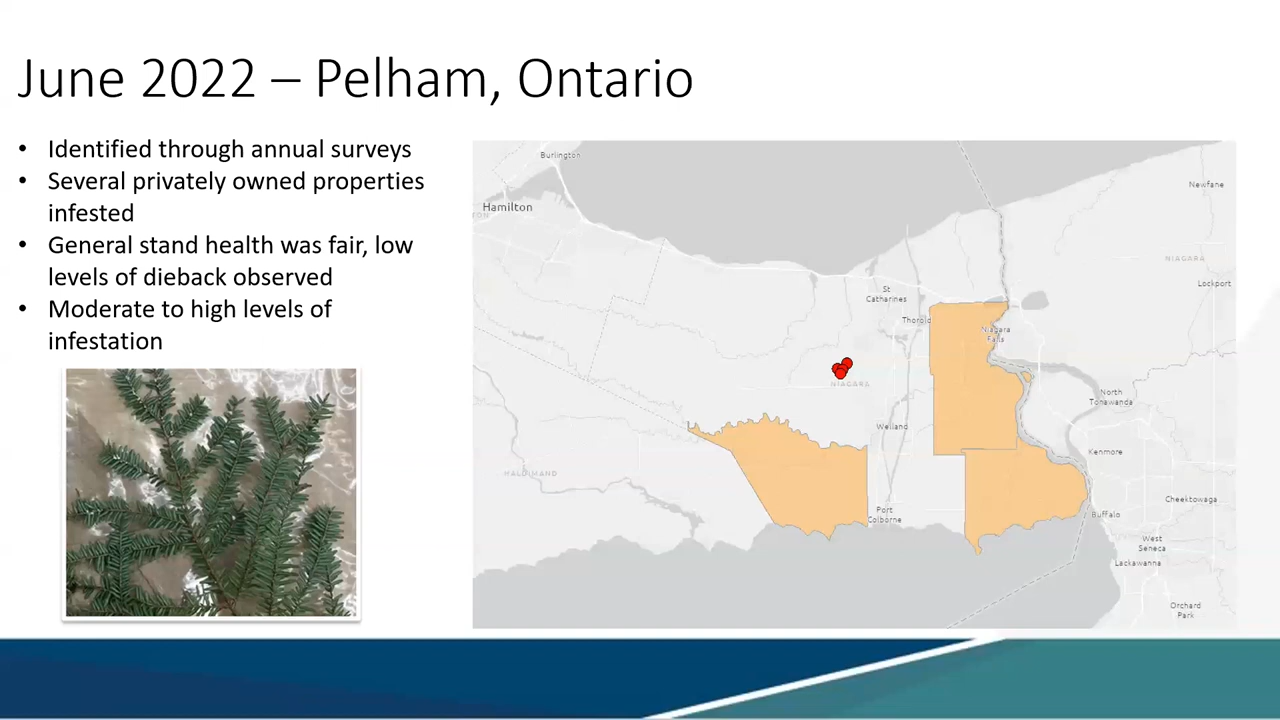 June 2022 – Pelham, Ontario
• Identified through annual surveys
• Several privately owned properties
infested
• General stand health was fair, low
levels of dieback observed
• Moderate to high levels of
infestation
Burlington
Hamilton
Newfane
NIAGARA
Lockport
St
Catharines
Thorold
Niagara
Falls
NIAGARA
North
Tonawanda
Welland
Kenmore
HALDIMAND
Cheektowaga
Port
Colborne
Buffalo
West
Seneca
Lackawanna
Orchard
Park